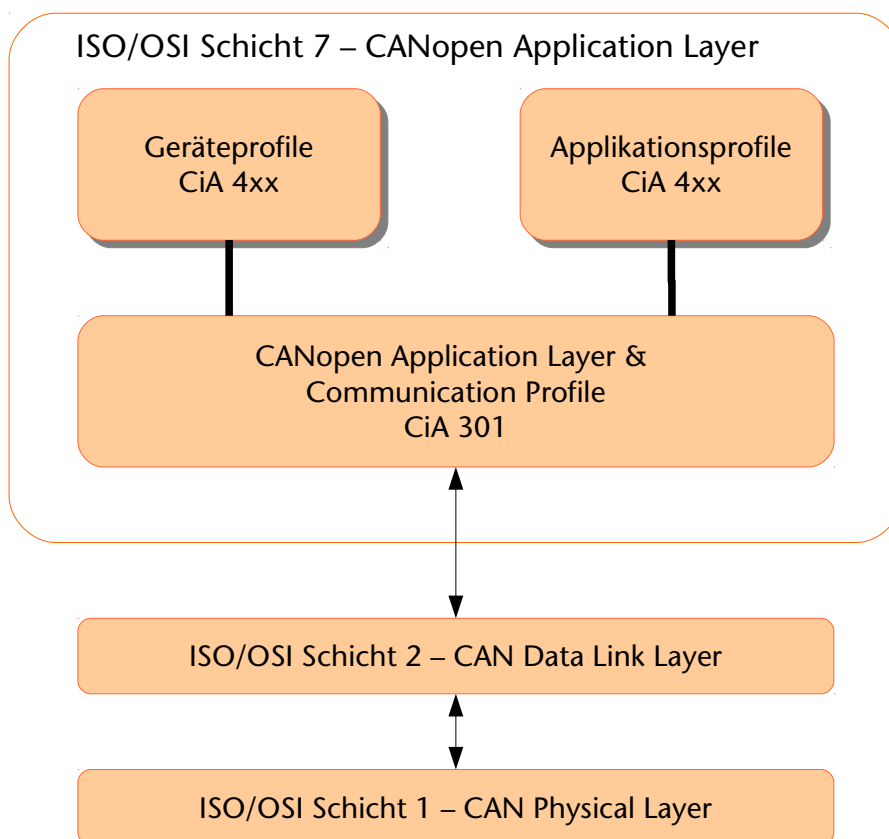 ISO/OSI Schicht 7 – CANopen Application Layer
Geräteprofile
CiA 4xx
Applikationsprofile
CiA 4xx
CANopen Application Layer &
Communication Profile
CiA 301
ISO/OSI Schicht 2 – CAN Data Link Layer
ISO/OSI Schicht 1 – CAN Physical Layer